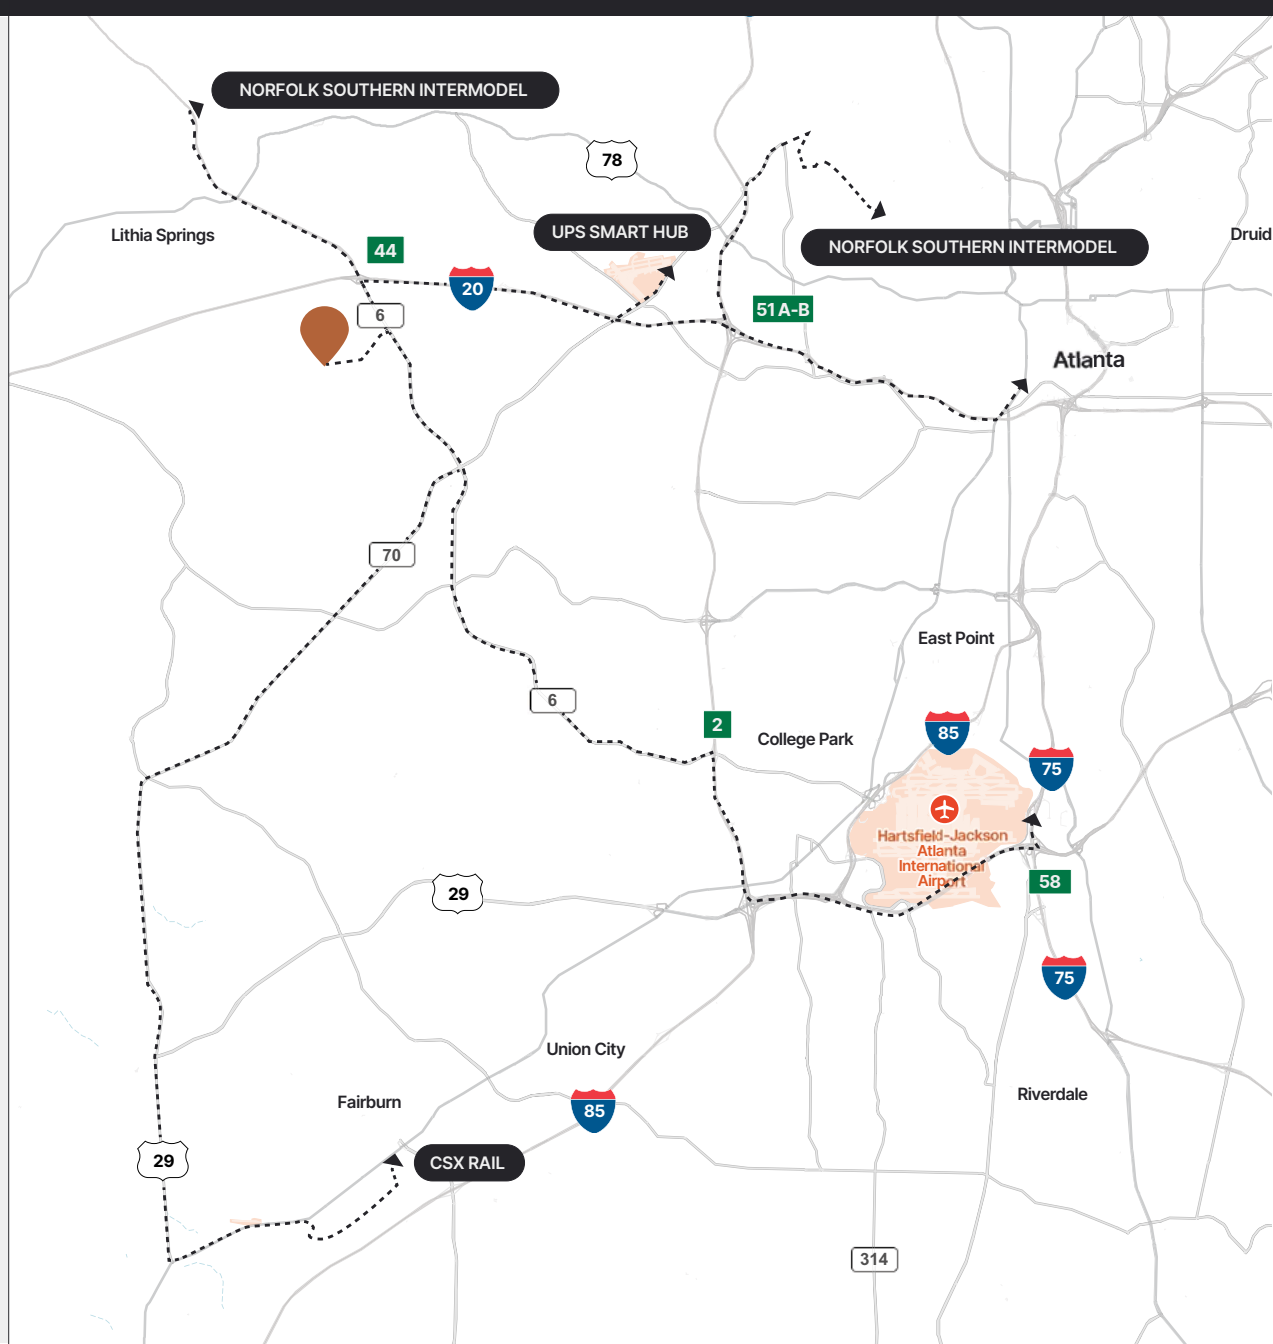 NORFOLK SOUTHERN INTERMODEL
78
UPS SMART HUB
Lithia Springs
Druid
44
NORFOLK SOUTHERN INTERMODEL
20
6
51 A-B
Atlanta
70
East Point
6
2
College Park
85
75
Hartsfield-Jackson
Atlanta
International
Airport
58
29
75
Union City
Fairburn
85
Riverdale
29
CSX RAIL
314